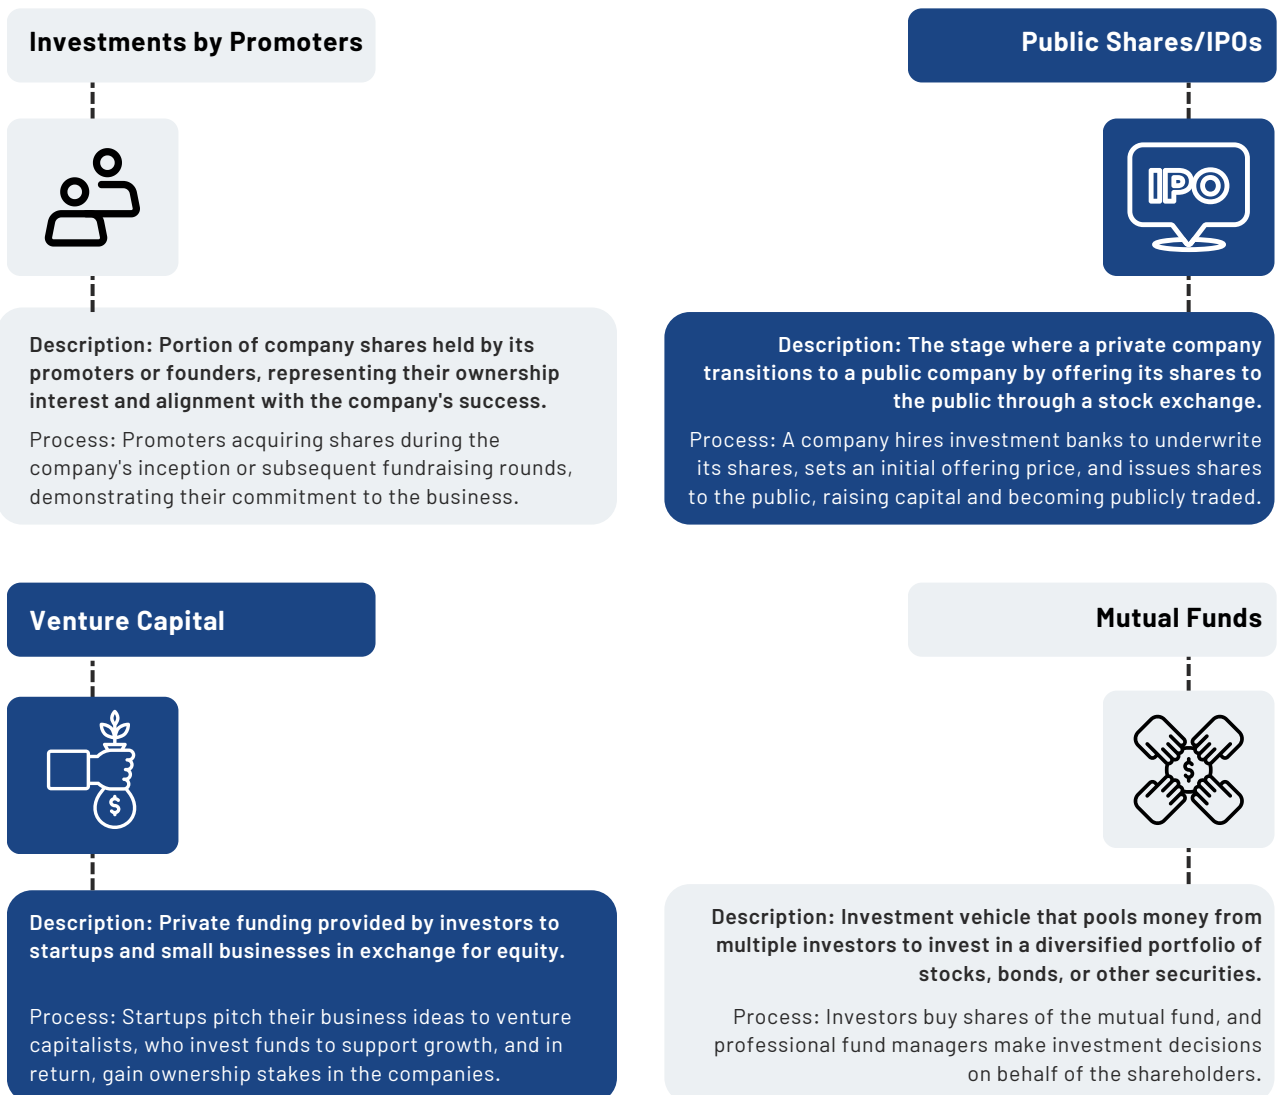 Investments by Promoters
Description: Portion of company shares held by its
promoters or founders, representing their ownership
interest and alignment with the company's success.
Process: Promoters acquiring shares during the
company's inception or subsequent fundraising rounds,
demonstrating their commitment to the business.
Public Shares/IPOs
IPO
Description: The stage where a private company
transitions to a public company by offering its shares to
the public through a stock exchange.
Process: A company hires investment banks to underwrite
its shares, sets an initial offering price, and issues shares
to the public, raising capital and becoming publicly traded.
Venture Capital
$
Description: Private funding provided by investors to
startups and small businesses in exchange for equity.
Process: Startups pitch their business ideas to venture
capitalists, who invest funds to support growth, and in
return, gain ownership stakes in the companies.
Mutual Funds
$
Description: Investment vehicle that pools money from
multiple investors to invest in a diversified portfolio of
stocks, bonds, or other securities.
Process: Investors buy shares of the mutual fund, and
professional fund managers make investment decisions
on behalf of the shareholders.